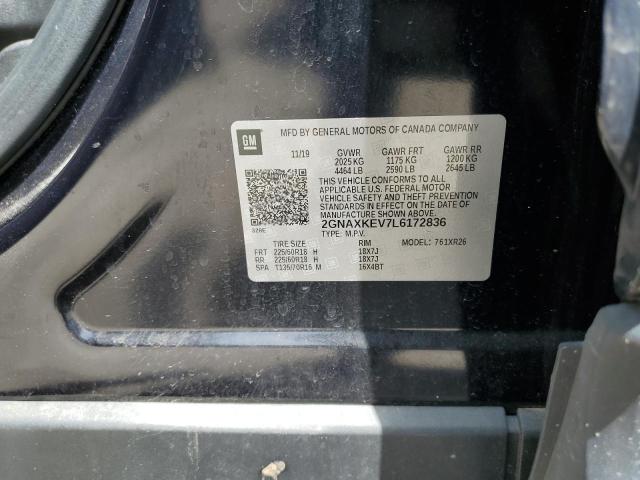 GM
MFD BY GENERAL MOTORS OF CANADA COMPANY
11/19 GVWR GAWR FRT GAWR RR
2025 KG 1175 KG 1200 KG
4464 LB 2590 LB 2645 LB
THIS VEHICLE CONFORMS TO ALL
APPLICABLE U.S. FEDERAL MOTOR
VEHICLE SAFETY, BUMPER, AND THEFT
PREVENTION STANDARDS
IN EFFECT ON THE DATE OF
MANUFACTURE SHOWN ABOVE.
2GNAXKEV7L6172836
TYPE: M.P.V.
TIRE SIZE RIM MODEL: 761XR26
FRT 225/60R18 H 18X7J
RR 225/60R18 H 18X7J
SPA T135/70R16 M 16X4BT